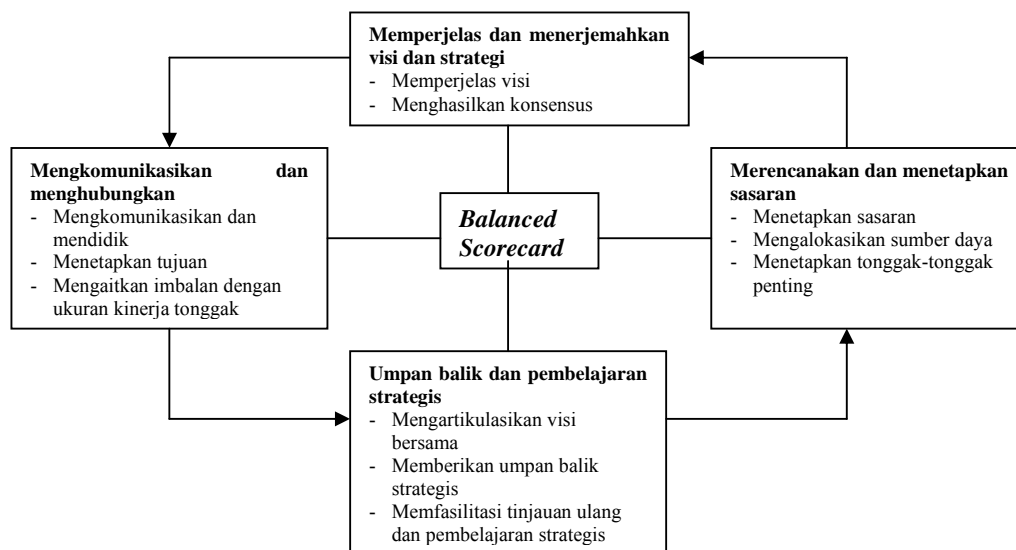 Memperjelas dan menerjemahkan
visi dan strategi
- Memperjelas visi
- Menghasilkan konsensus
Mengkomunikasikan dan
menghubungkan
- Mengkomunikasikan dan
mendidik
- Menetapkan tujuan
- Mengaitkan imbalan dengan
ukuran kinerja tonggak
Balanced
Scorecard
Merencanakan dan menetapkan
sasaran
- Menetapkan sasaran
- Mengalokasikan sumber daya
- Menetapkan tonggak-tonggak
penting
Umpan balik dan pembelajaran
strategis
- Mengartikulasikan visi
bersama
- Memberikan umpan balik
strategis
- Memfasilitasi tinjauan ulang
dan pembelajaran strategis